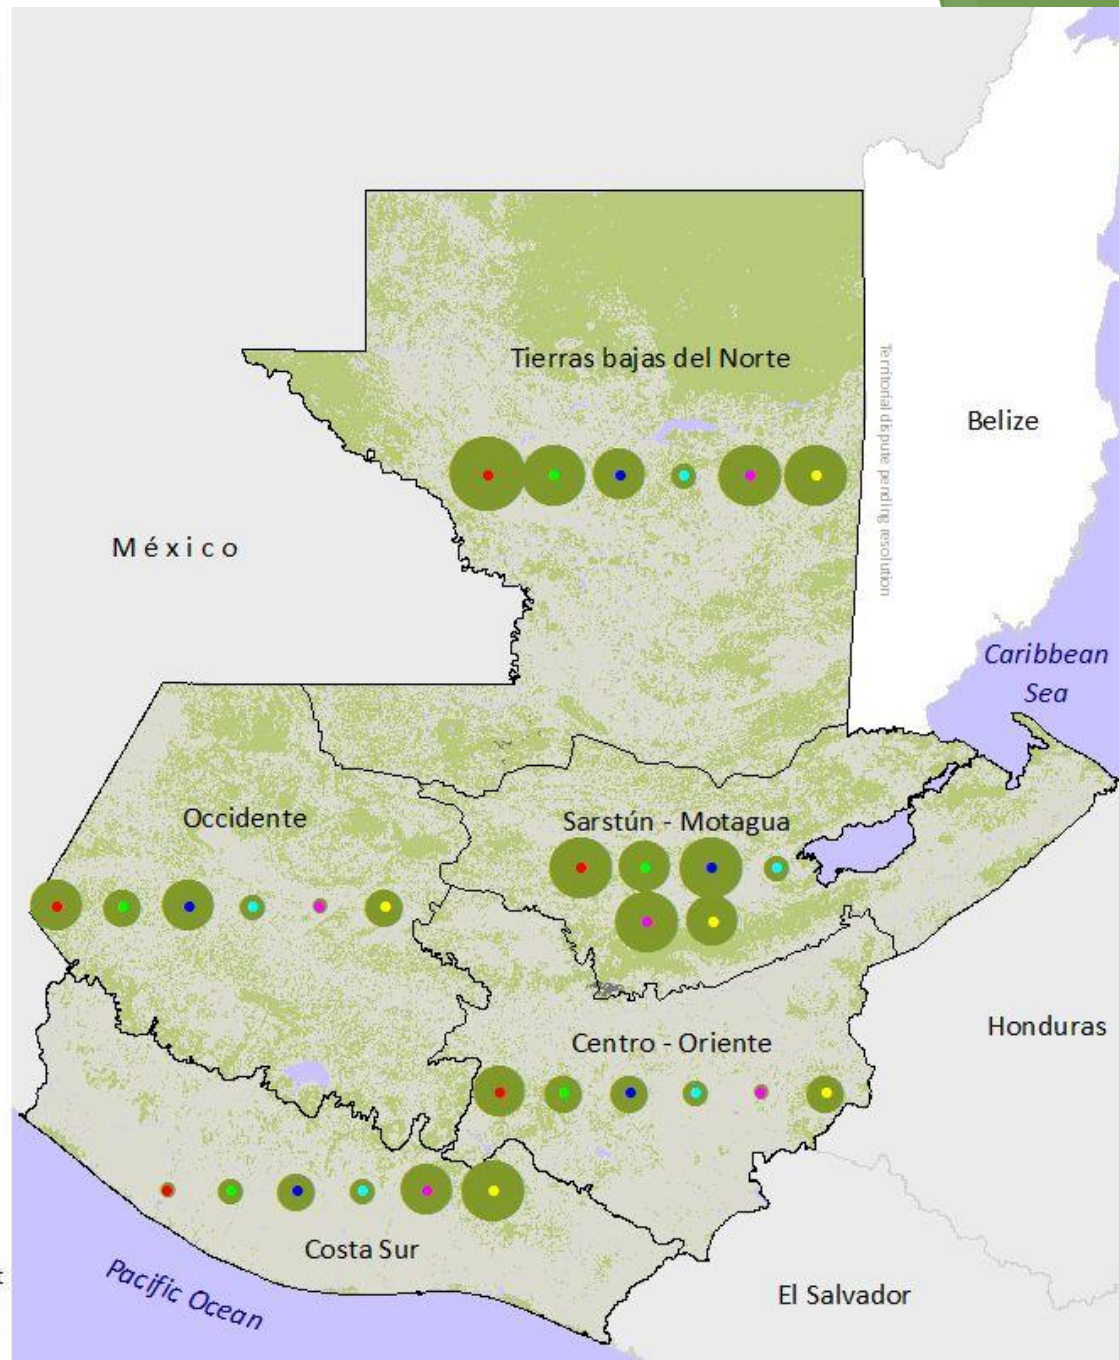 Tierras bajas del Norte
Territorial dispute pending resolution
Belize
M é x i c o
Caribbean
Sea
Occidente
Sarstún - Motagua
Honduras
Centro - Oriente
Costa Sur
Pacific Ocean
El Salvador